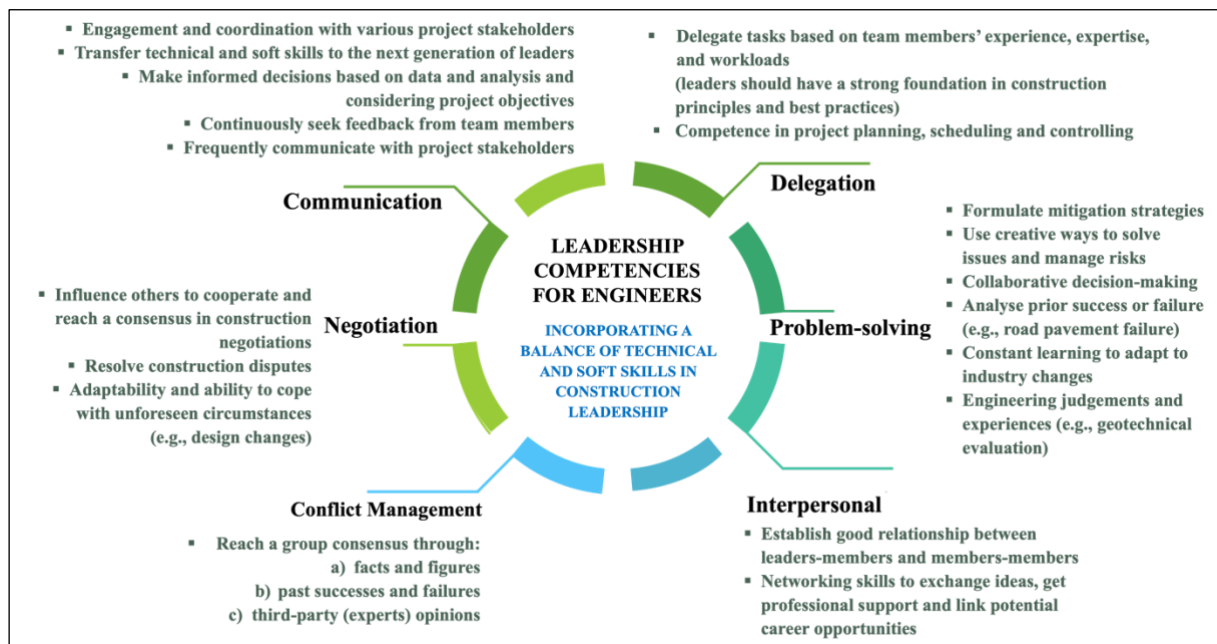 ▪ Engagement and coordination with various project stakeholders
▪ Transfer technical and soft skills to the next generation of leaders
▪ Make informed decisions based on data and analysis and
considering project objectives
▪ Continuously seek feedback from team members
▪ Frequently communicate with project stakeholders
Communication
▪ Delegate tasks based on team members’ experience, expertise,
and workloads
(leaders should have a strong foundation in construction
principles and best practices)
▪ Competence in project planning, scheduling and controlling
Delegation
LEADERSHIP
COMPETENCIES
FOR ENGINEERS
INCORPORATING A
BALANCE OF TECHNICAL
AND SOFT SKILLS IN
CONSTRUCTION
LEADERSHIP
▪ Influence others to cooperate and
reach a consensus in construction
negotiations
▪ Resolve construction disputes
▪ Adaptability and ability to cope
with unforeseen circumstances
(e.g., design changes)
Negotiation
Problem-solving
▪ Formulate mitigation strategies
▪ Use creative ways to solve
issues and manage risks
▪ Collaborative decision-making
▪ Analyse prior success or failure
(e.g., road pavement failure)
▪ Constant learning to adapt to
industry changes
▪ Engineering judgements and
experiences (e.g., geotechnical
evaluation)
Conflict Management
▪ Reach a group consensus through:
a) facts and figures
b) past successes and failures
c) third-party (experts) opinions
Interpersonal
▪ Establish good relationship between
leaders-members and members-members
▪ Networking skills to exchange ideas, get
professional support and link potential
career opportunities